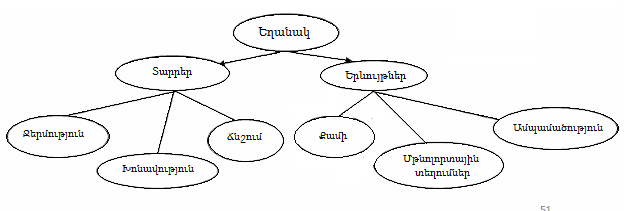 Եղանակ
Տարրեր
Երևույթներ
Ջերմություն
Խոնավություն
Ճնշում
Քամի
Մթնոլորտային
տեղումներ
Ամպամածություն
51